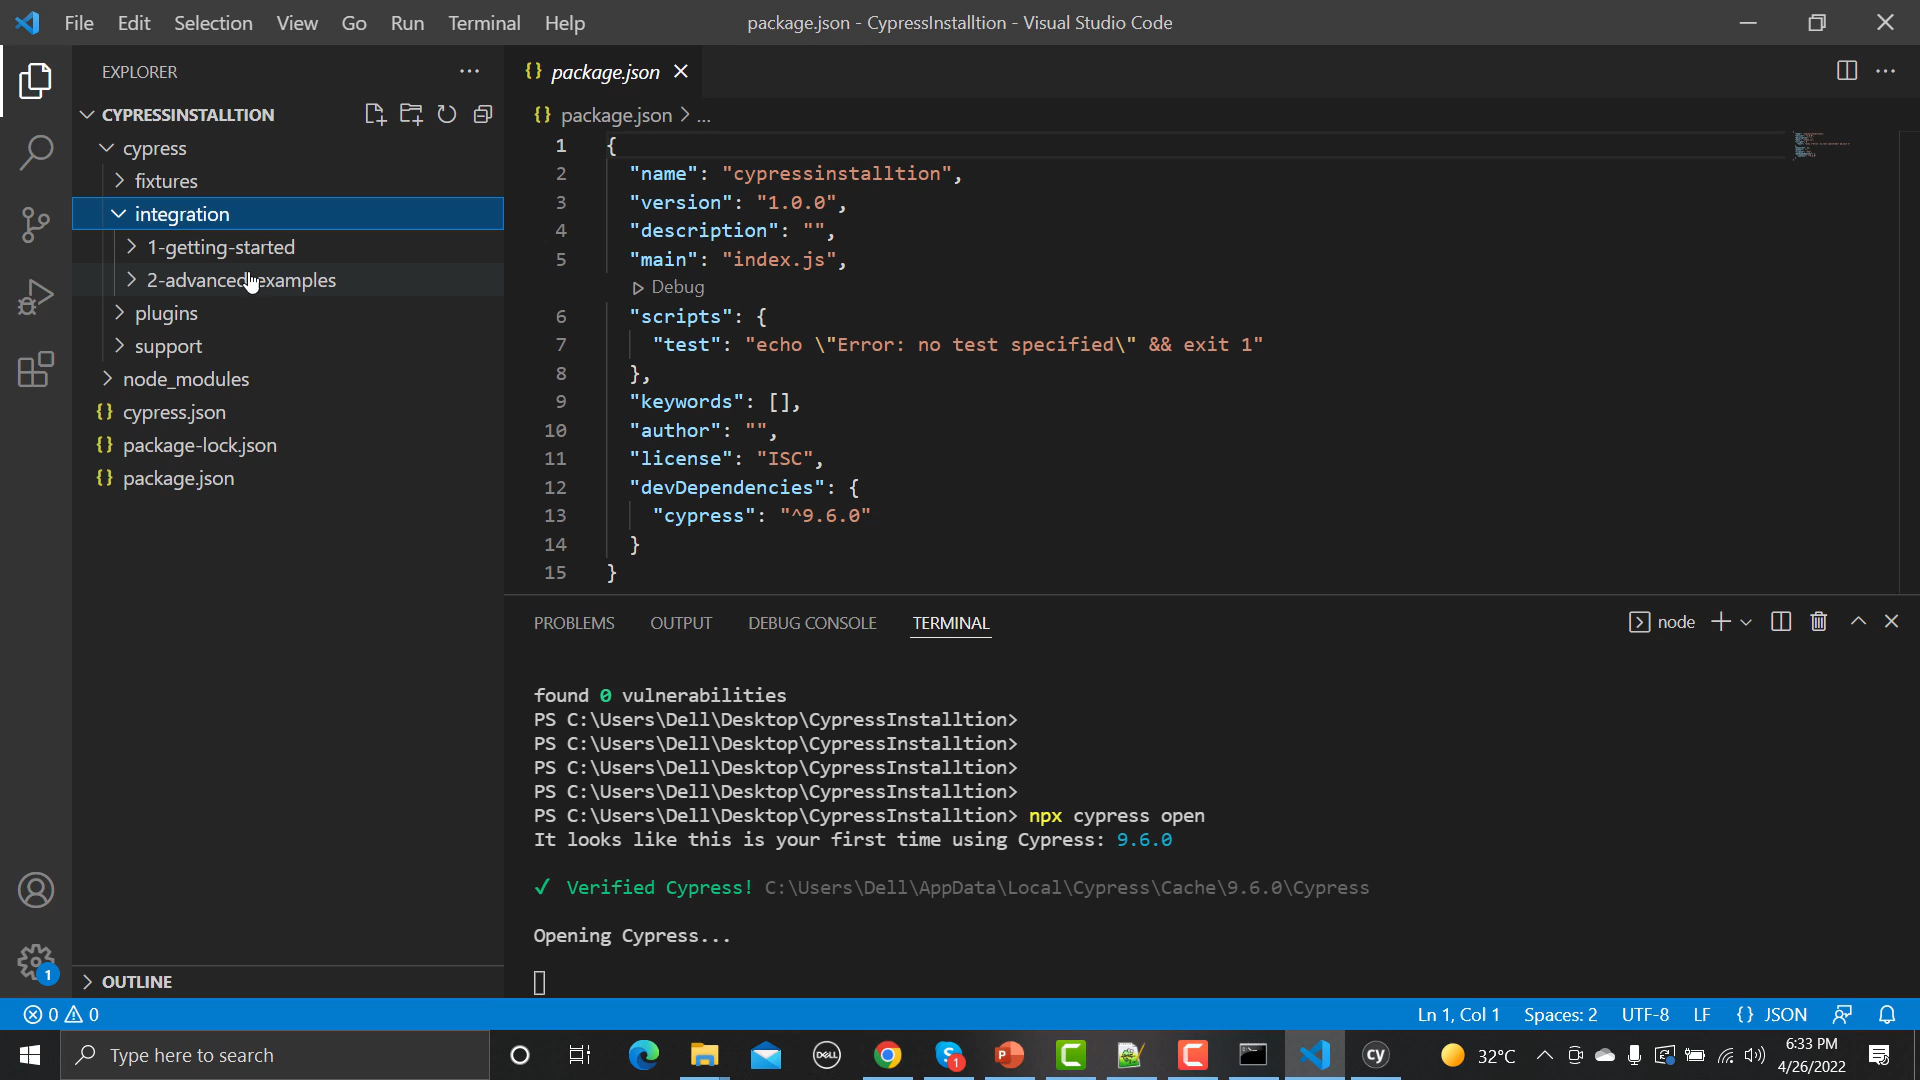 File Edit Selection View Go Run Terminal Help
package.json - CypressInstalltion - Visual Studio Code
EXPLORER
CYPRESSINSTALLTION
cypress
fixtures
integration
1-getting-started
2-advanced-examples
plugins
support
node_modules
{} cypress.json
{} package-lock.json
{} package.json
OUTLINE
{} package.json
{} package.json > ...
1 {
2 "name": "cypressinstalltion",
3 "version": "1.0.0",
4 "description": "",
5 "main": "index.js",
Debug
6 "scripts": {
7 "test": "echo \"Error: no test specified\" && exit 1"
8 },
9 "keywords": [],
10 "author": "",
11 "license": "ISC",
12 "devDependencies": {
13 "cypress": "^9.6.0"
14 }
15 }
PROBLEMS OUTPUT DEBUG CONSOLE TERMINAL
node
found 0 vulnerabilities
PS C:\Users\Dell\Desktop\CypressInstalltion>
PS C:\Users\Dell\Desktop\CypressInstalltion>
PS C:\Users\Dell\Desktop\CypressInstalltion>
PS C:\Users\Dell\Desktop\CypressInstalltion>
PS C:\Users\Dell\Desktop\CypressInstalltion> npx cypress open
It looks like this is your first time using Cypress: 9.6.0
✓ Verified Cypress! C:\Users\Dell\AppData\Local\Cypress\Cache\9.6.0\Cypress
Opening Cypress...
1
0 0
Ln 1, Col 1 Spaces: 2 UTF-8 LF {} JSON
Type here to search
DELL
1
cy
32°C
6:33 PM
4/26/2022